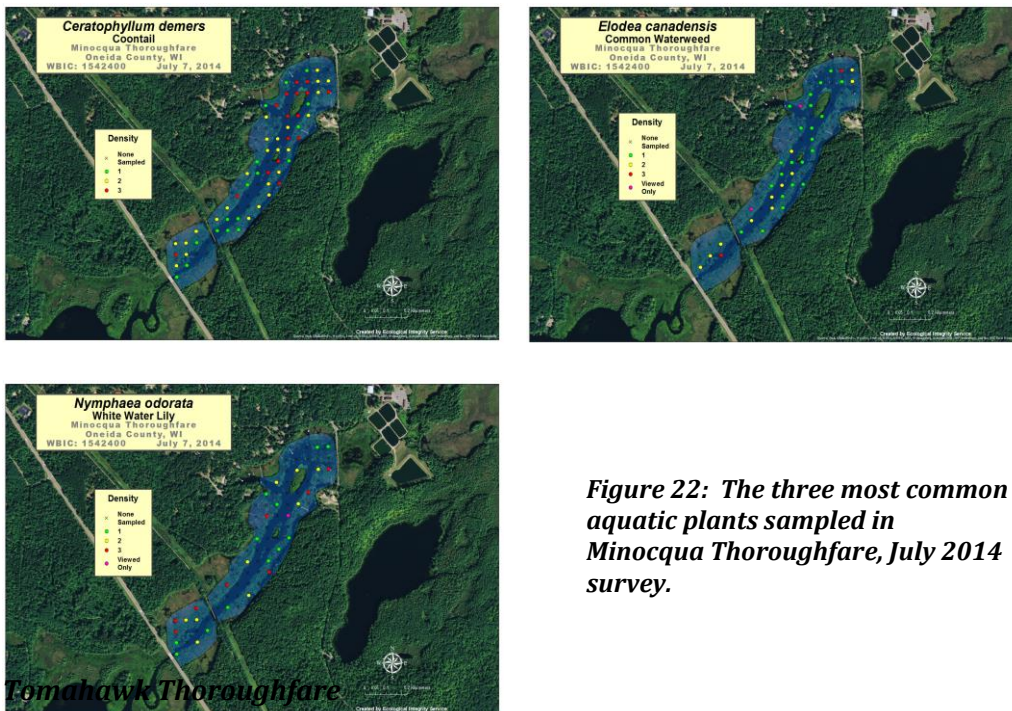 Ceratophyllum demers
Coontail
Minocqua Thoroughfare
Oneida County, WI
WBIC: 1542400 July 7, 2014
Density
None
Sampled
1
2
3
Created by Ecological Integrity Service
Elodea canadensis
Common Waterweed
Minocqua Thoroughfare
Oneida County, WI
WBIC: 1542400 July 7, 2014
Density
None
Sampled
1
2
3
Viewed
Only
Created by Ecological Integrity Service
Nymphaea odorata
White Water Lily
Minocqua Thoroughfare
Oneida County, WI
WBIC: 1542400 July 7, 2014
Density
None
Sampled
1
2
3
Viewed
Only
Created by Ecological Integrity Service
Figure 22: The three most common
aquatic plants sampled in
Minocqua Thoroughfare, July 2014
survey.
Tomahawk Thoroughfare